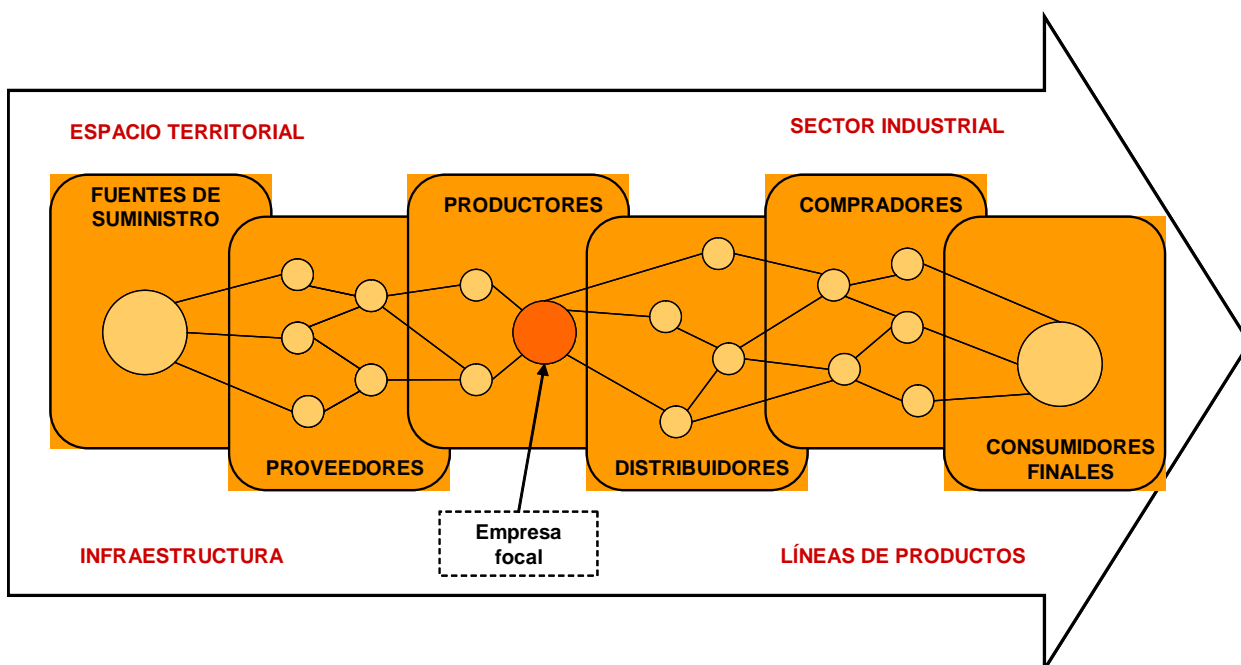 ESPACIO TERRITORIAL
SECTOR INDUSTRIAL
FUENTES DE
SUMINISTRO
PRODUCTORES
COMPRADORES
PROVEEDORES
DISTRIBUIDORES
CONSUMIDORES
FINALES
INFRAESTRUCTURA
Empresa
focal
LÍNEAS DE PRODUCTOS